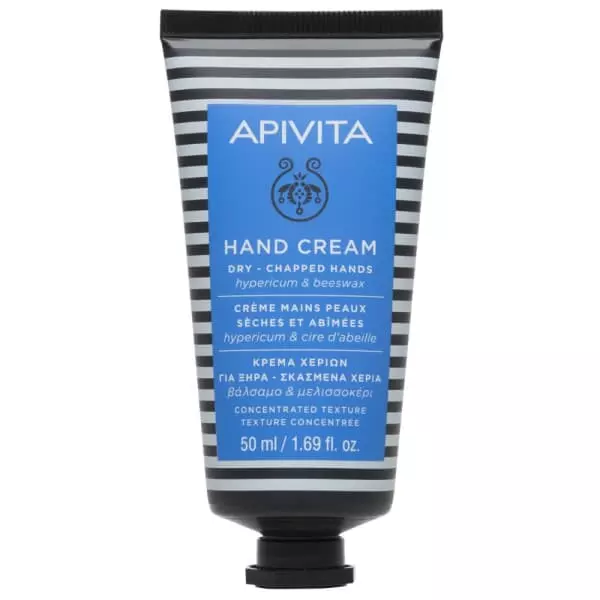 APIVITA
HAND CREAM
DRY - CHAPPED HANDS
hypericum & beeswax
CRÈME MAINS PEAUX
SÈCHES ET ABÎMÉES
hypericum & cire d'abeille
ΚΡΕΜΑ ΧΕΡΙΩΝ
ΓΙΑ ΞΗΡΑ - ΣΚΑΣΜΕΝΑ ΧΕΡΙΑ
βάλσαμο & μελισσοκέρι
CONCENTRATED TEXTURE
TEXTURE CONCENTREE
50 ml / 1.69 fl. oz.